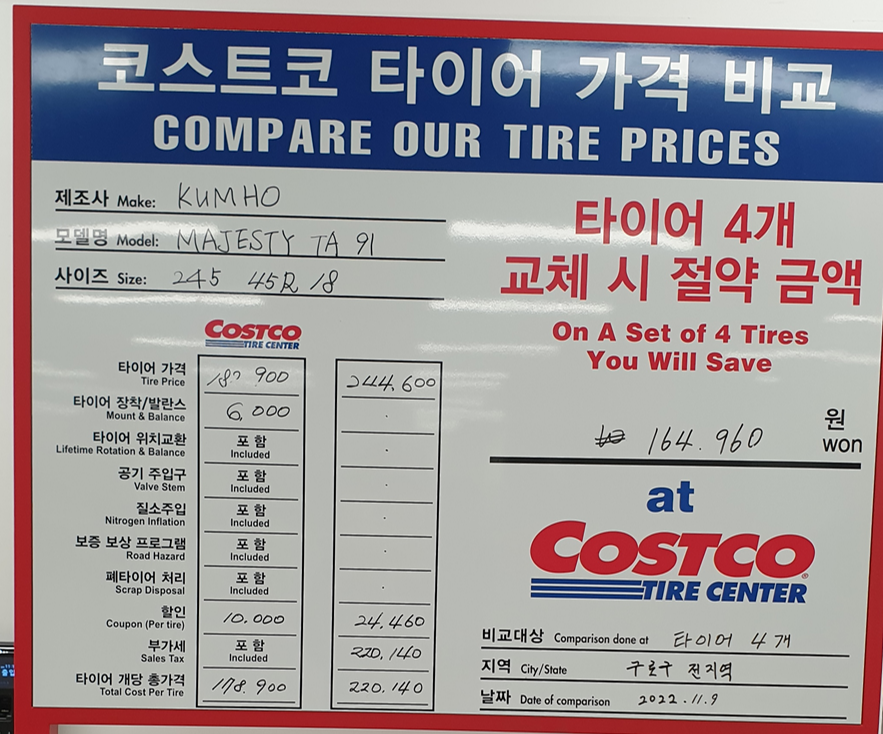 코스트코 타이어 가격 비교
COMPARE OUR TIRE PRICES
제조사 Make: KUMHO
모델명 Model: MAJESTY TA 91
사이즈 Size: 245 45R 18
타이어 4개
교체 시 절약 금액
On A Set of 4 Tires
You Will Save
₩ 164.960 원
won
at
COSTCO
TIRE CENTER
비교대상 Comparison done at 타이어 4개
지역 City/State 구로구 전지역
날짜 Date of comparison 2022.11.9
COSTCO
TIRE CENTER
타이어 가격
Tire Price
182 900
244.600
타이어 장착/발란스
Mount & Balance
6,000
타이어 위치교환
Lifetime Rotation & Balance
포 함
Included
공기 주입구
Valve Stem
포 함
Included
질소주입
Nitrogen Inflation
포 함
Included
보증 보상 프로그램
Road Hazard
포 함
Included
폐타이어 처리
Scrap Disposal
포 함
Included
할인
Coupon (Per tire)
10.000
24.460
부가세
Sales Tax
포 함
Included
220,140
타이어 개당 총가격
Total Cost Per Tire
178.900
220.140